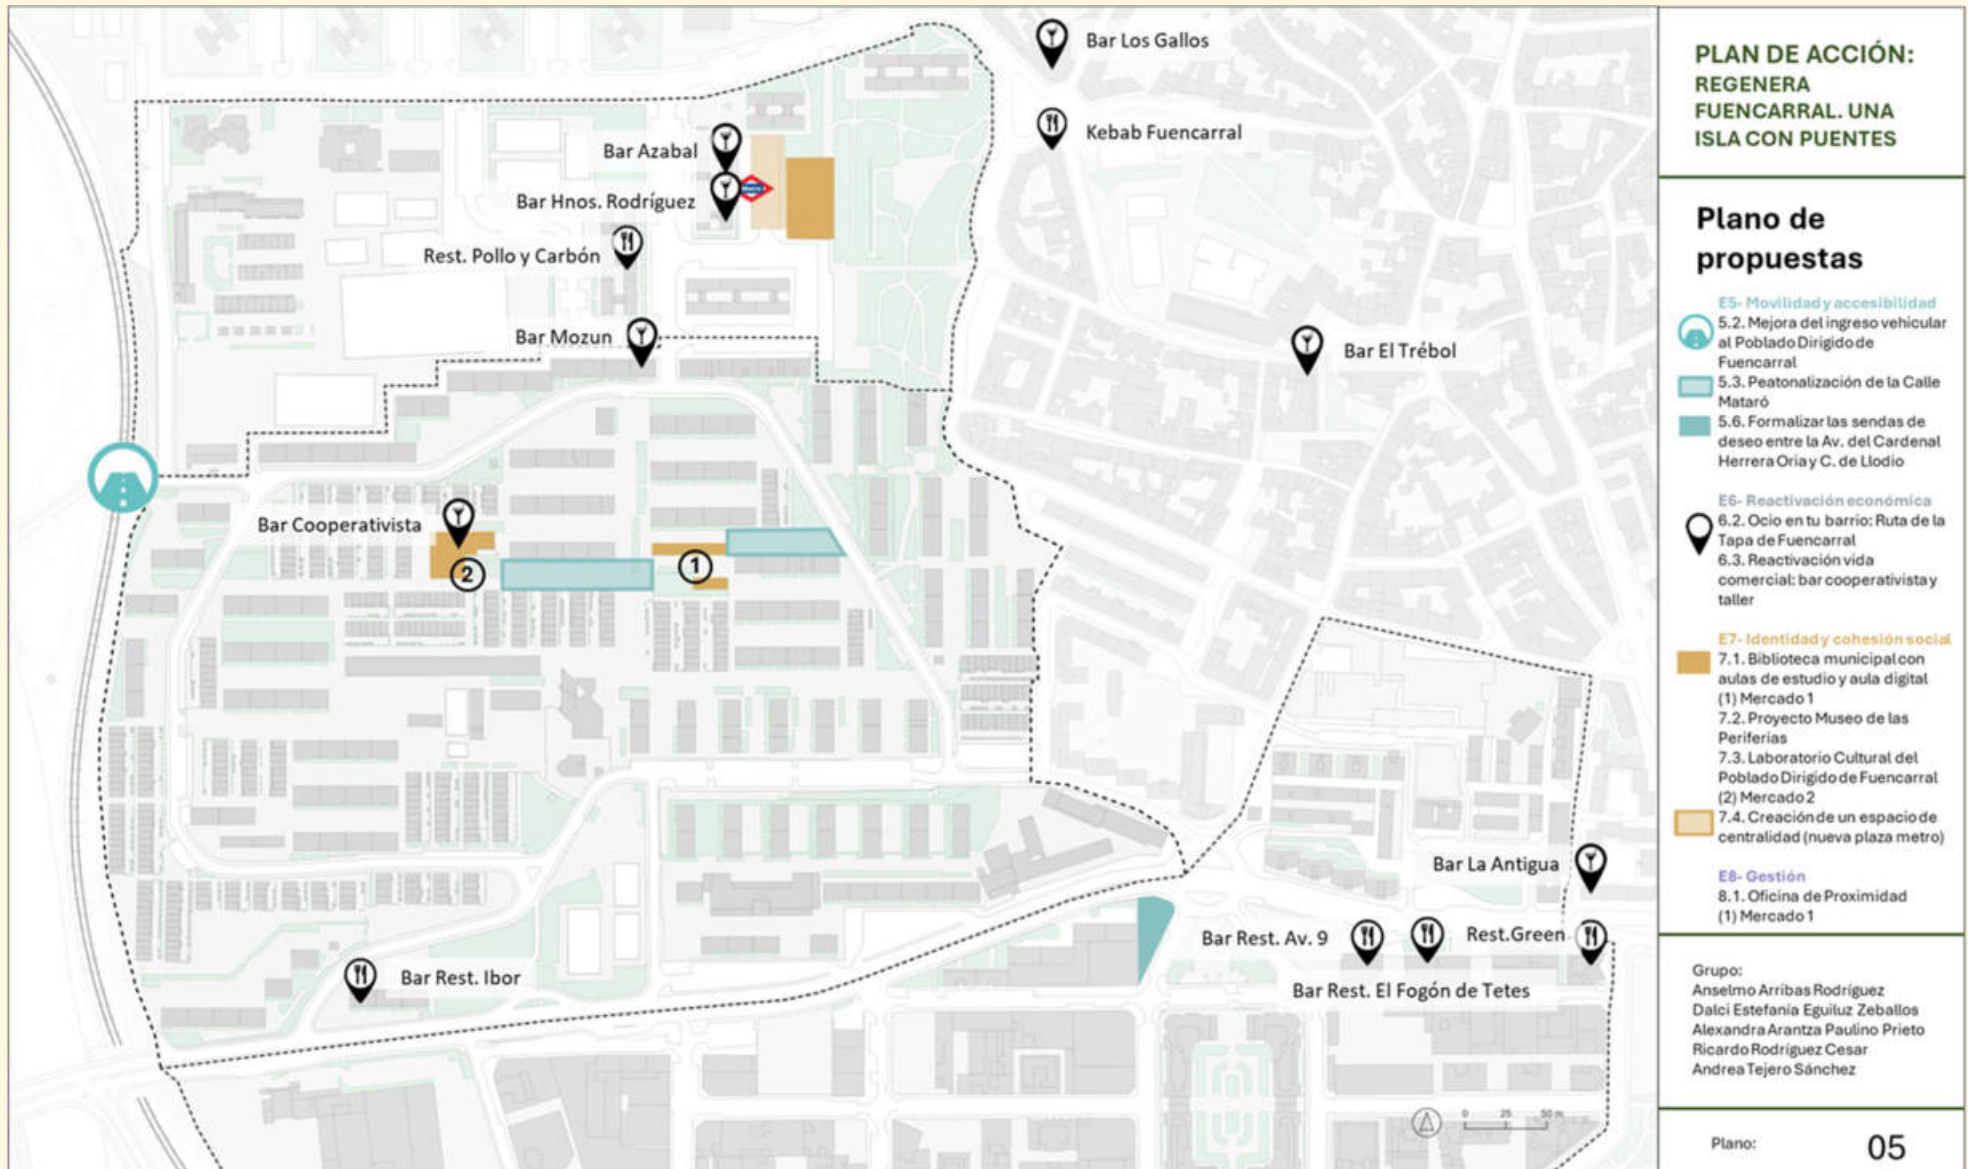 Bar Los Gallos
Kebab Fuencarral
Bar Azabal
Bar Hnos. Rodríguez
Rest. Pollo y Carbón
Bar Mozun
Bar El Trébol
Bar Cooperativista
2
1
Bar La Antigua
Bar Rest. Av. 9
Rest.Green
Bar Rest. El Fogón de Tetes
Bar Rest. Ibor
0 25 50 m
PLAN DE ACCIÓN:
REGENERA
FUENCARRAL. UNA
ISLA CON PUENTES
Plano de
propuestas
E5- Movilidad y accesibilidad
5.2. Mejora del ingreso vehicular
al Poblado Dirigido de
Fuencarral
5.3. Peatonalización de la Calle
Mataró
5.6. Formalizar las sendas de
deseo entre la Av. del Cardenal
Herrera Oria y C. de Llodio
E6- Reactivación económica
6.2. Ocio en tu barrio: Ruta de la
Tapa de Fuencarral
6.3. Reactivación vida
comercial: bar cooperativista y
taller
E7- Identidad y cohesión social
7.1. Biblioteca municipal con
aulas de estudio y aula digital
(1) Mercado 1
7.2. Proyecto Museo de las
Periferias
7.3. Laboratorio Cultural del
Poblado Dirigido de Fuencarral
(2) Mercado 2
7.4. Creación de un espacio de
centralidad (nueva plaza metro)
E8- Gestión
8.1. Oficina de Proximidad
(1) Mercado 1
Grupo:
Anselmo Arribas Rodríguez
Dalci Estefanía Eguiluz Zeballos
Alexandra Arantza Paulino Prieto
Ricardo Rodríguez Cesar
Andrea Tejero Sánchez
Plano: 05